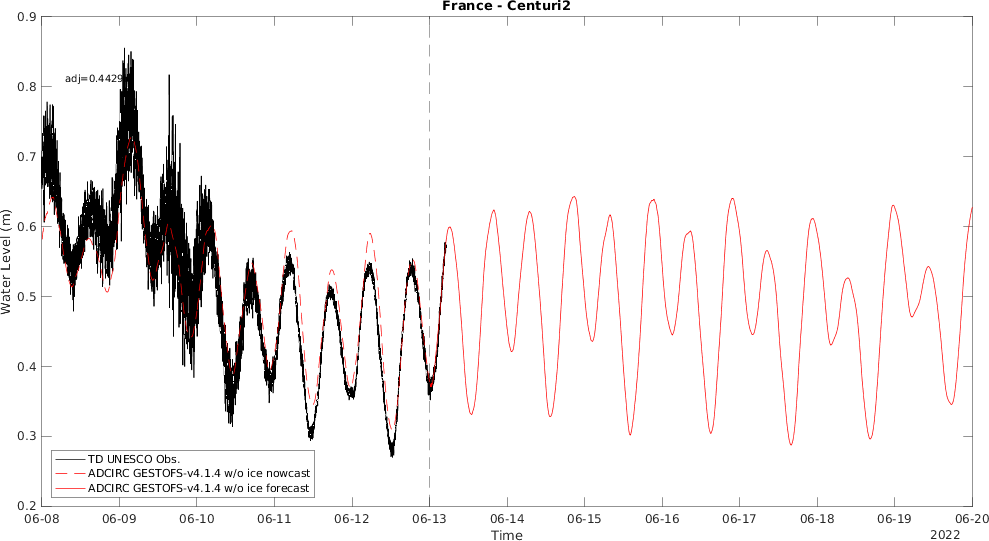 France - Centuri2
adj=0.4429
Water Level (m)
0.9
0.8
0.7
0.6
0.5
0.4
0.3
0.2
TD UNESCO Obs.
ADCIRC GESTOFS-v4.1.4 w/o ice nowcast
ADCIRC GESTOFS-v4.1.4 w/o ice forecast
06-08 06-09 06-10 06-11 06-12 06-13 06-14 06-15 06-16 06-17 06-18 06-19 06-20
Time
2022